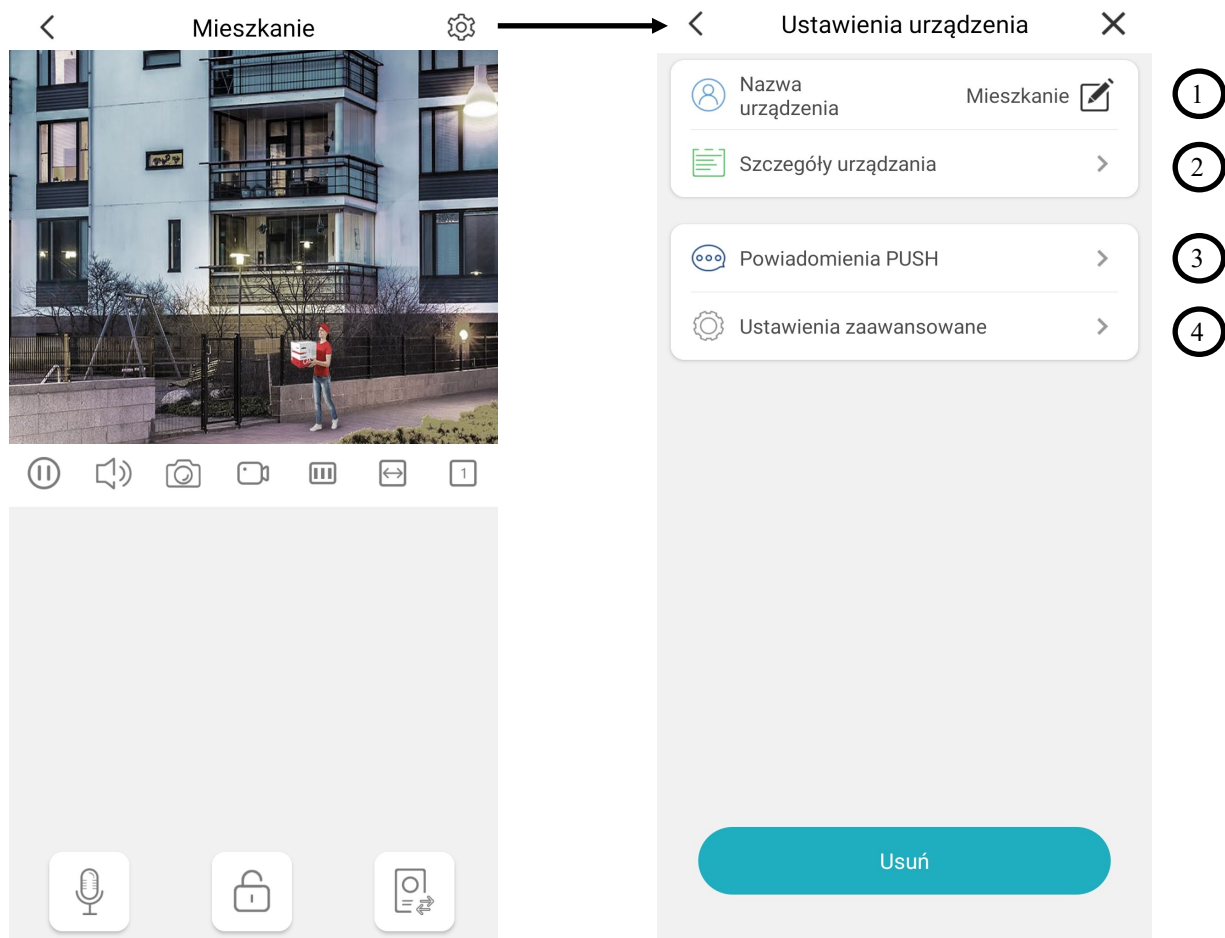 Mieszkanie
1
Ustawienia urządzenia
Nazwa
urządzenia
Mieszkanie
1
Szczegóły urządzania
2
Powiadomienia PUSH
3
Ustawienia zaawansowane
4
Usuń